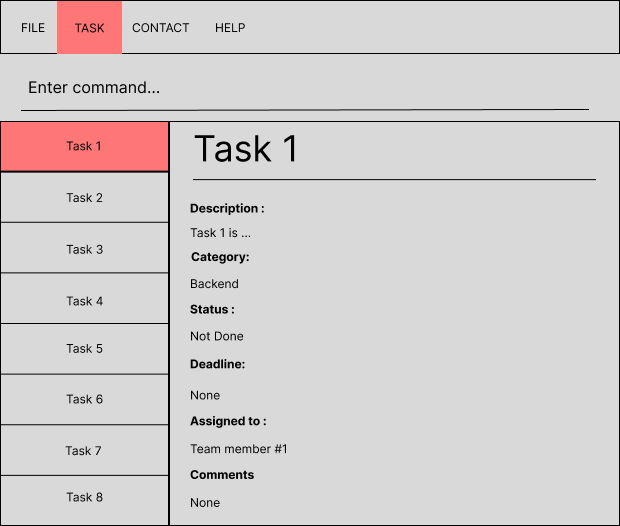 FILE TASK CONTACT HELP
Enter command...
Task 1
Task 2
Task 3
Task 4
Task 5
Task 6
Task 7
Task 8
Task 1
Description :
Task 1 is ...
Category:
Backend
Status :
Not Done
Deadline:
None
Assigned to :
Team member #1
Comments
None